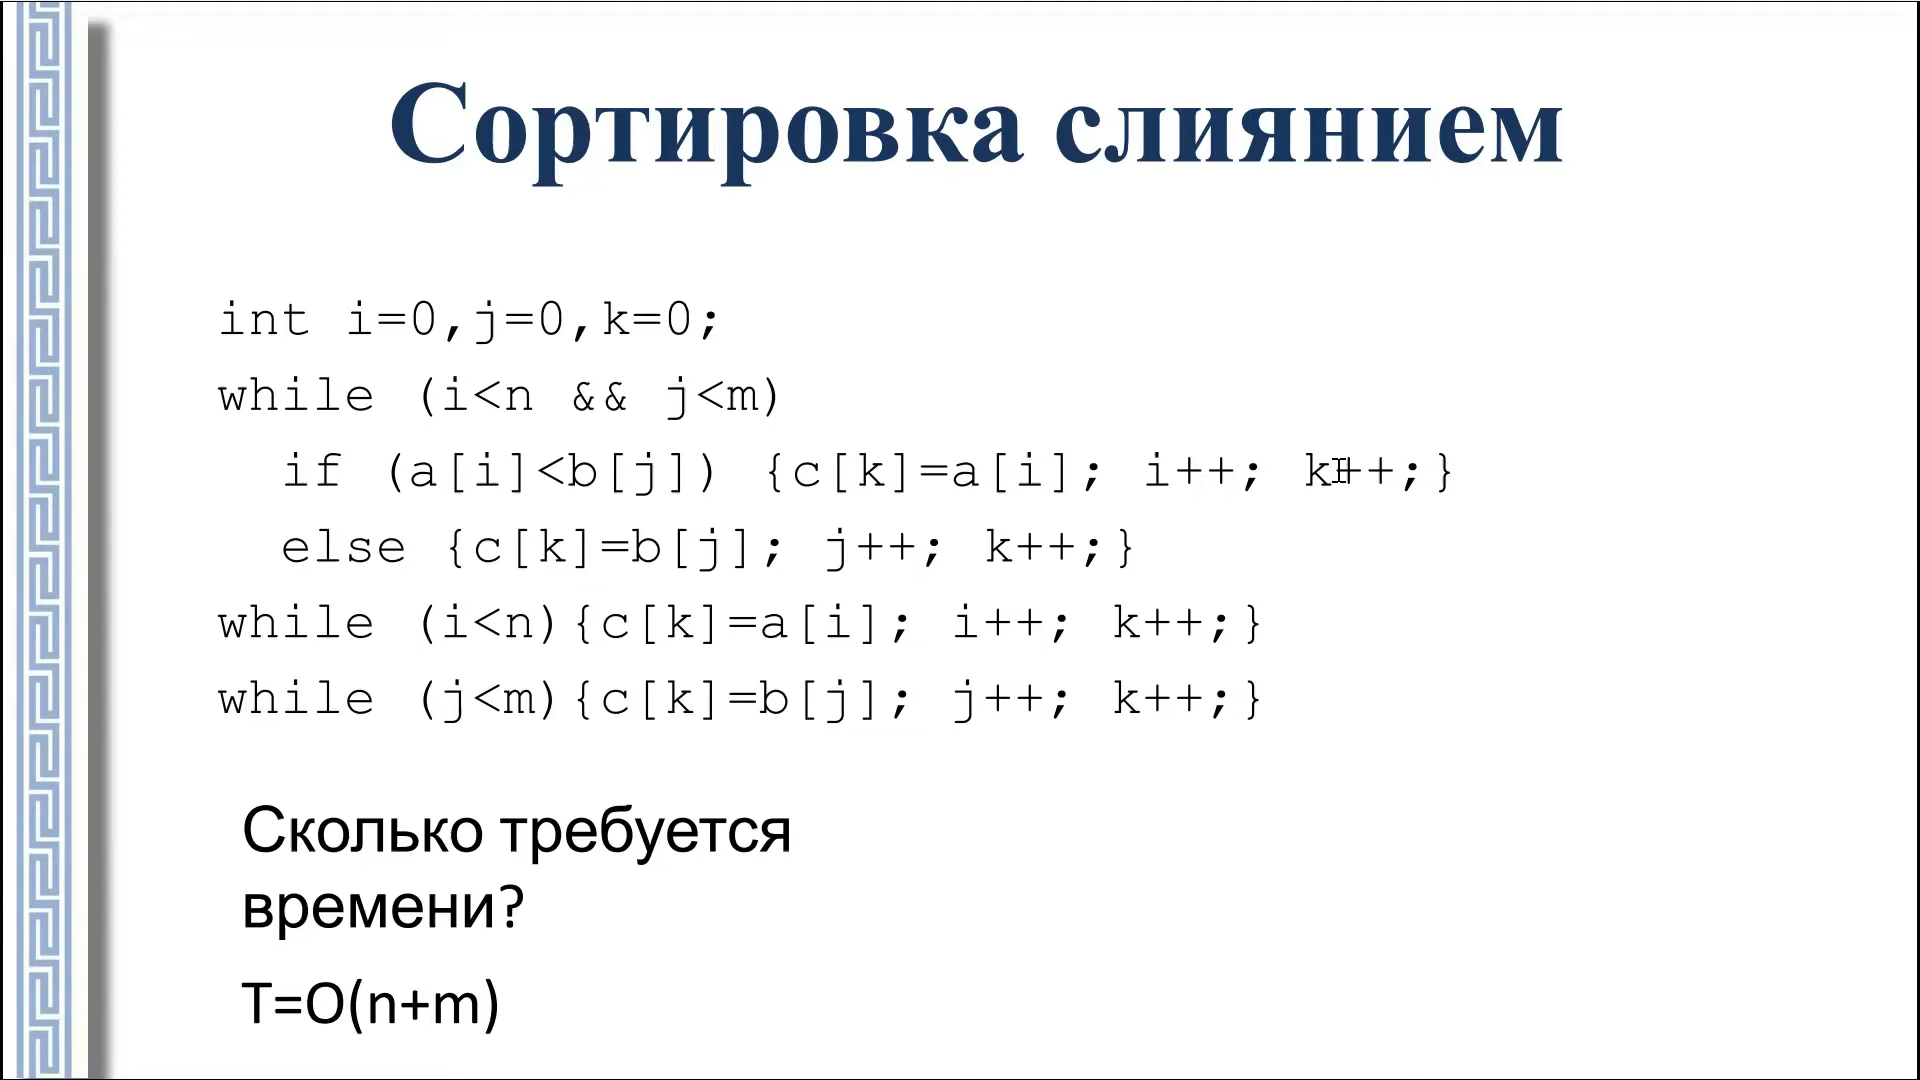 Сортировка слиянием
int i=0,j=0,k=0;
while (i<n && j<m)
if (a[i]<b[j]) {c[k]=a[i]; i++; k++;}
else {c[k]=b[j]; j++; k++;}
while (i<n){c[k]=a[i]; i++; k++;}
while (j<m){c[k]=b[j]; j++; k++;}
Сколько требуется
времени?
T=O(n+m)